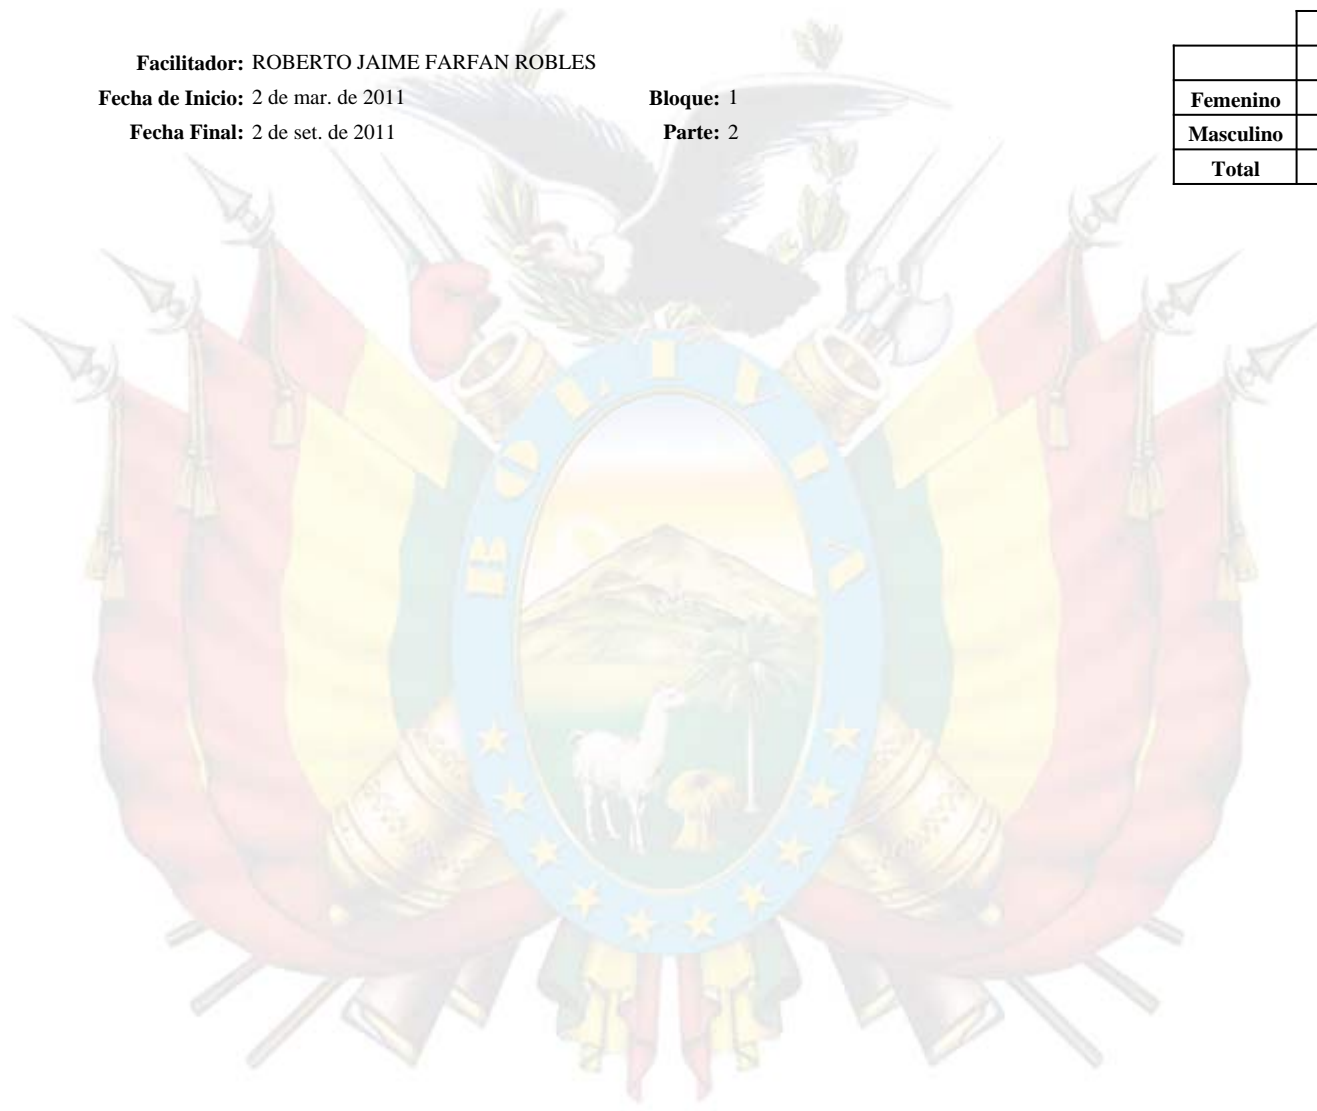 Facilitador: ROBERTO JAIME FARFAN ROBLES
Fecha de Inicio: 2 de mar. de 2011 Bloque: 1
Fecha Final: 2 de set. de 2011 Parte: 2
Femenino
Masculino
Total
BOLIVIA